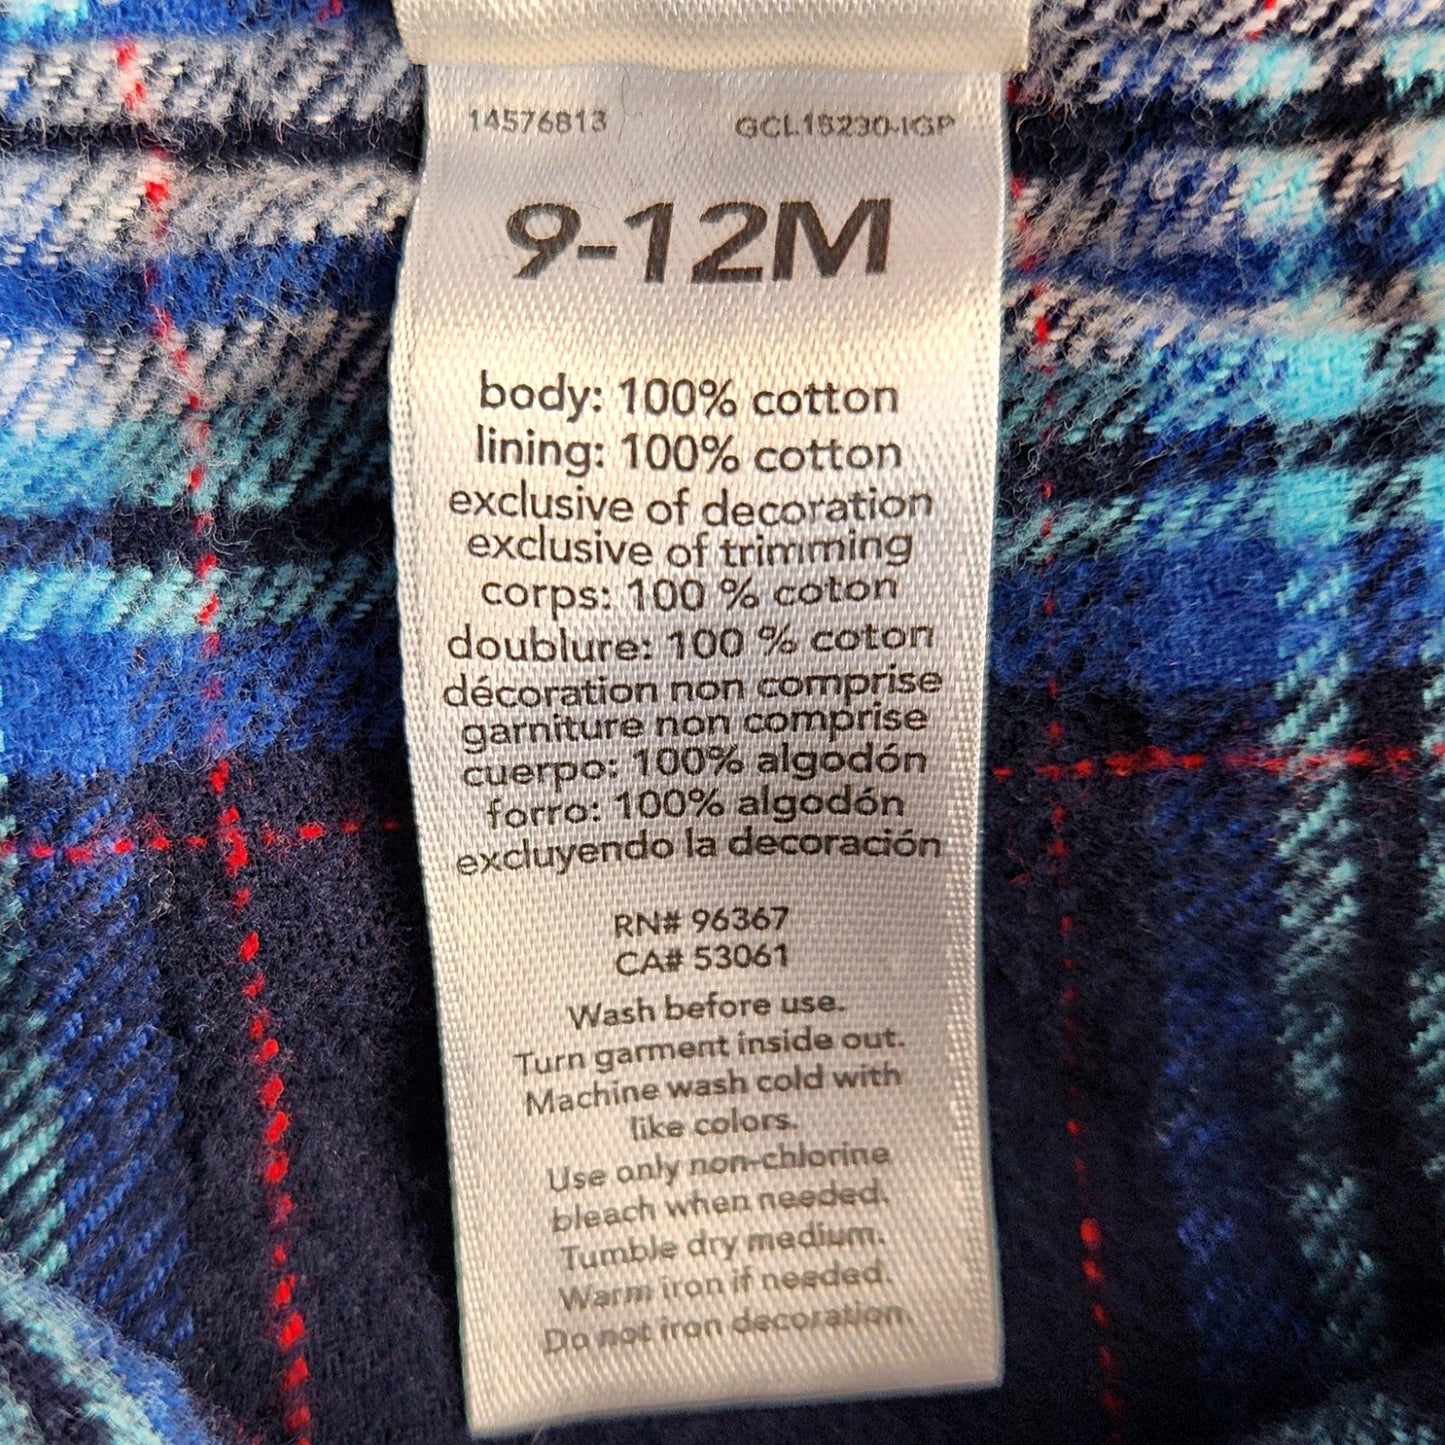 14576813 GCL15230-IGP
9-12M
body: 100% cotton
lining: 100% cotton
exclusive of decoration
exclusive of trimming
corps: 100 % coton
doublure: 100 % coton
décoration non comprise
garniture non comprise
cuerpo: 100% algodón
forro: 100% algodón
excluyendo la decoración
RN# 96367
CA# 53061
Wash before use.
Turn garment inside out.
Machine wash cold with
like colors.
Use only non-chlorine
bleach when needed.
Tumble dry medium.
Warm iron if needed.
Do not iron decoration.